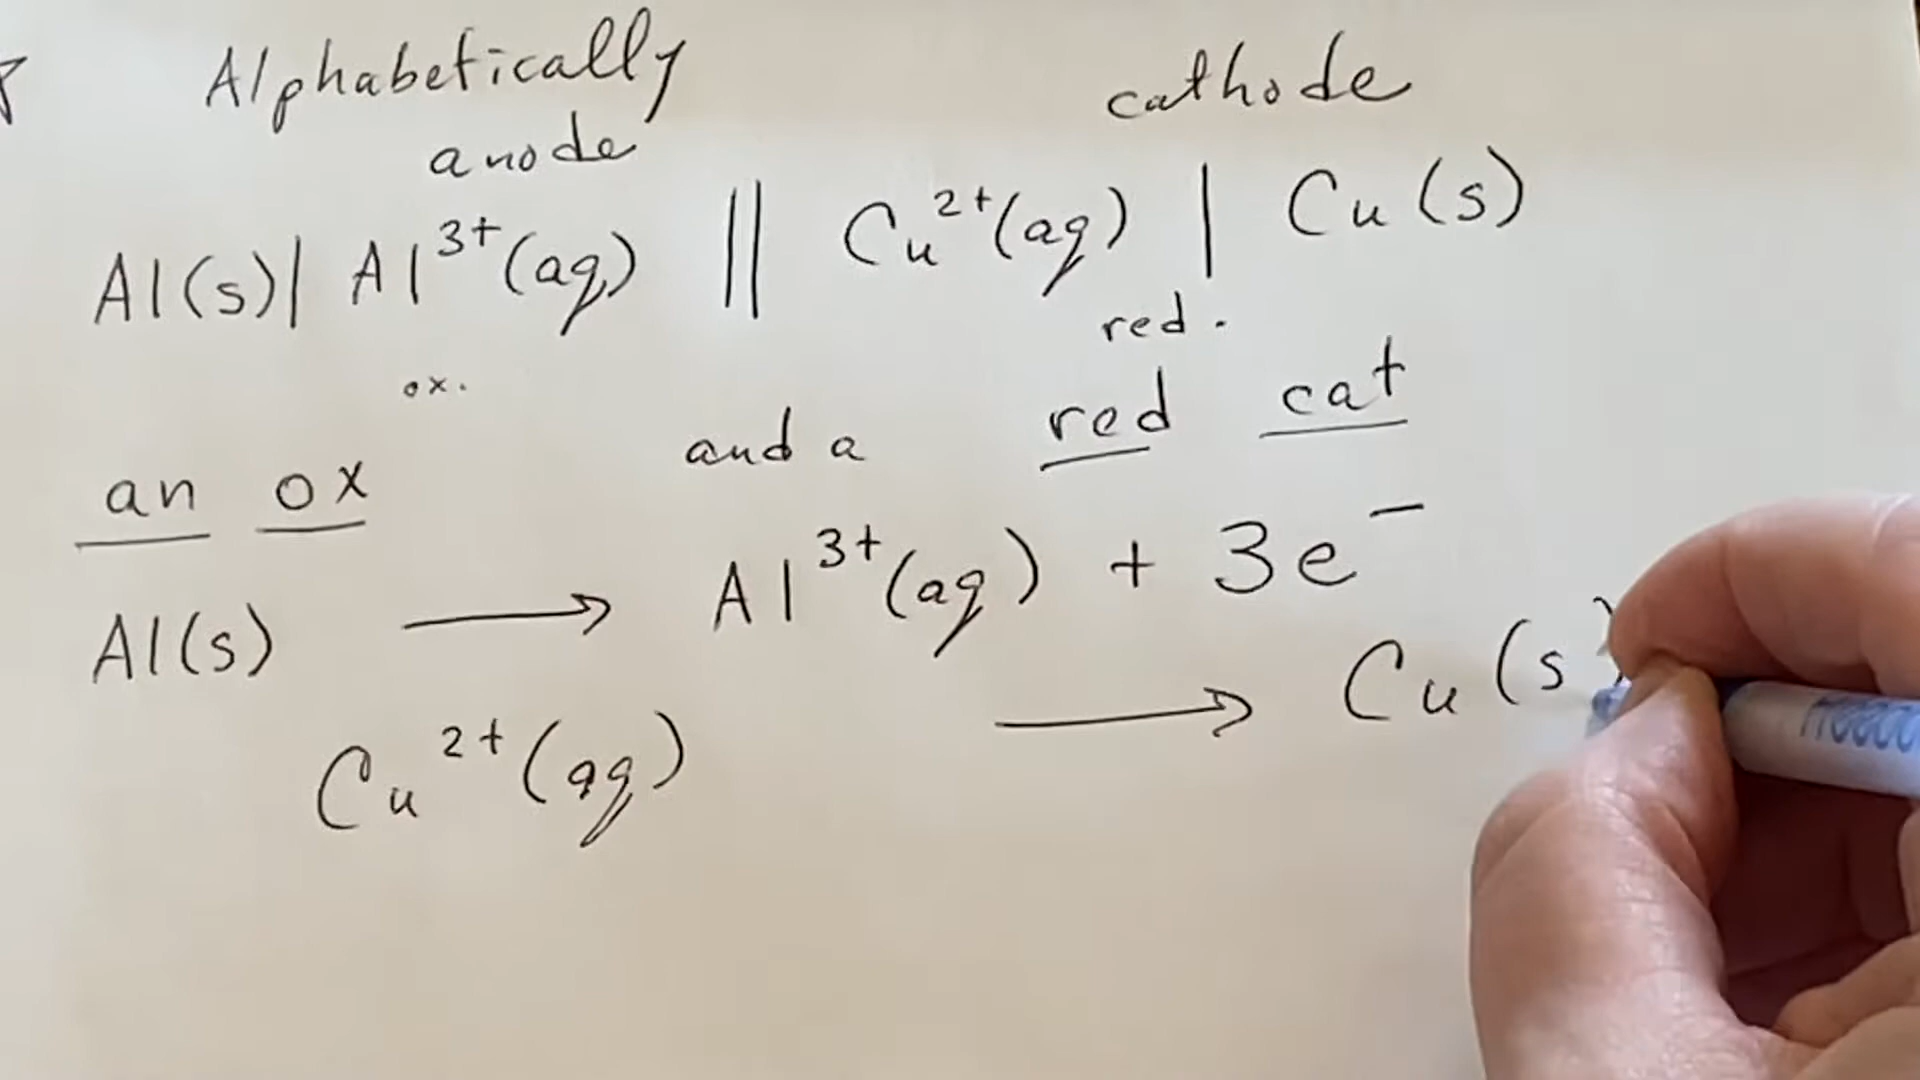 Alphabetically
anode cathode
Al(s) | Al³⁺(aq) || Cu²⁺(aq) | Cu(s)
ox. red.
an ox and a red cat
Al(s) → Al³⁺(aq) + 3e⁻
Cu²⁺(aq) → Cu(s)